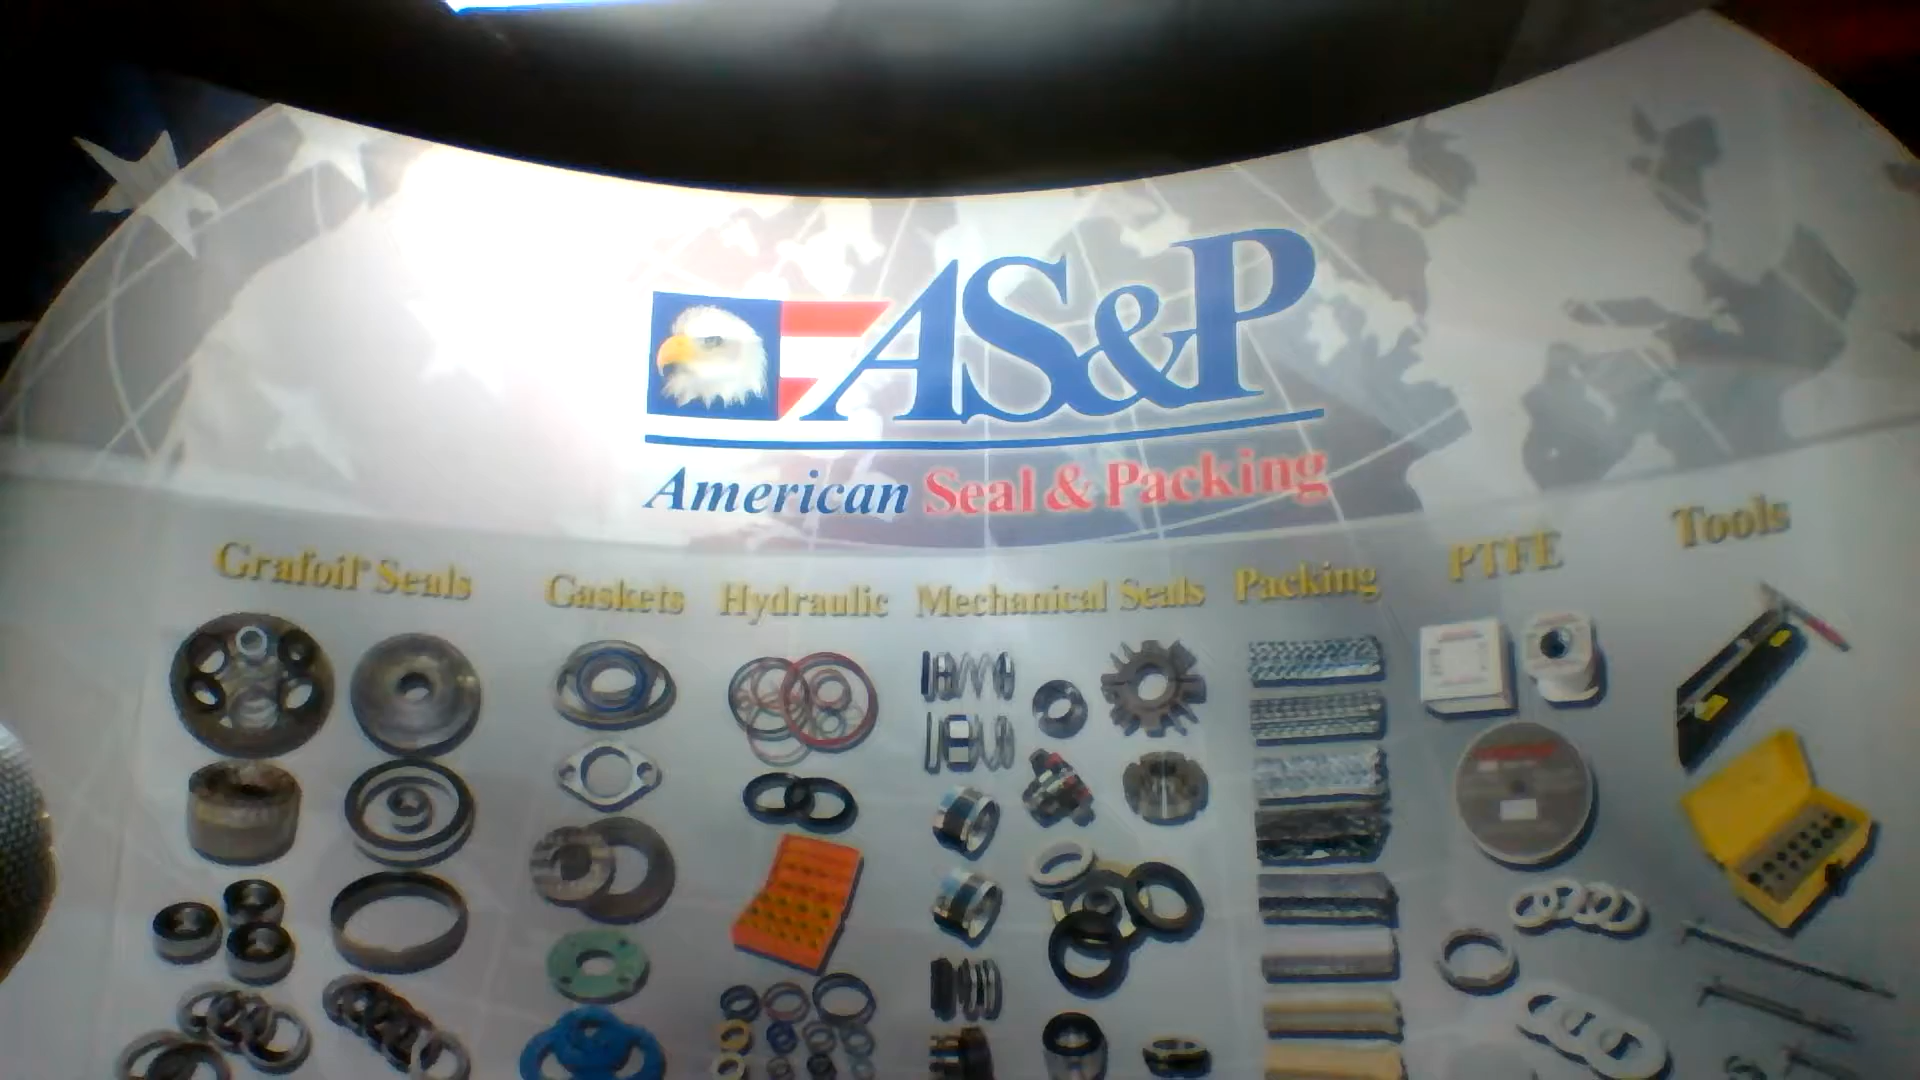 AS&P
American Seal & Packing
Grafoil® Seals
Gaskets
Hydraulic
Mechanical Seals
Packing
PTFE
Tools